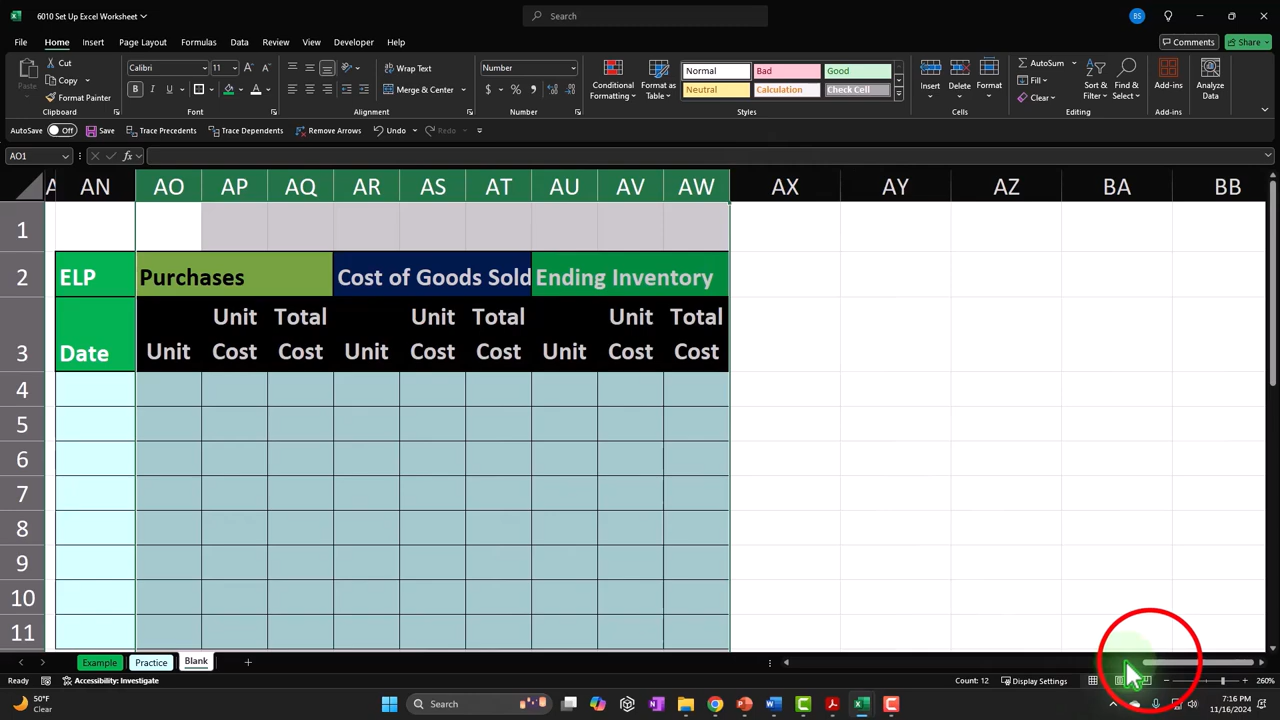 6010 Set Up Excel Worksheet
Search
BS
File Home Insert Page Layout Formulas Data Review View Developer Help
Comments Share
Cut
Copy
Format Painter
Clipboard
Calibri 11
B I U
Font
Wrap Text
Merge & Center
Alignment
Number
$ % 
Number
Conditional Formatting
Format as Table
Normal Bad Good
Neutral Calculation Check Cell
Styles
Insert Delete Format
Cells
AutoSum
Fill
Clear
Sort & Filter
Find & Select
Editing
Add-ins
Add-ins
Analyze Data
AutoSave Off Save Trace Precedents Trace Dependents Remove Arrows Undo Redo
AO1 fx
AN AO AP AQ AR AS AT AU AV AW AX AY AZ BA BB
1
2 ELP Purchases Cost of Goods Sold Ending Inventory
3 Date Unit Unit Cost Total Cost Unit Unit Cost Total Cost Unit Unit Cost Total Cost
4
5
6
7
8
9
10
11
Example Practice Blank
Ready Accessibility: Investigate Count: 12 Display Settings 260%
50°F
Clear
Search
7:16 PM
11/16/2024